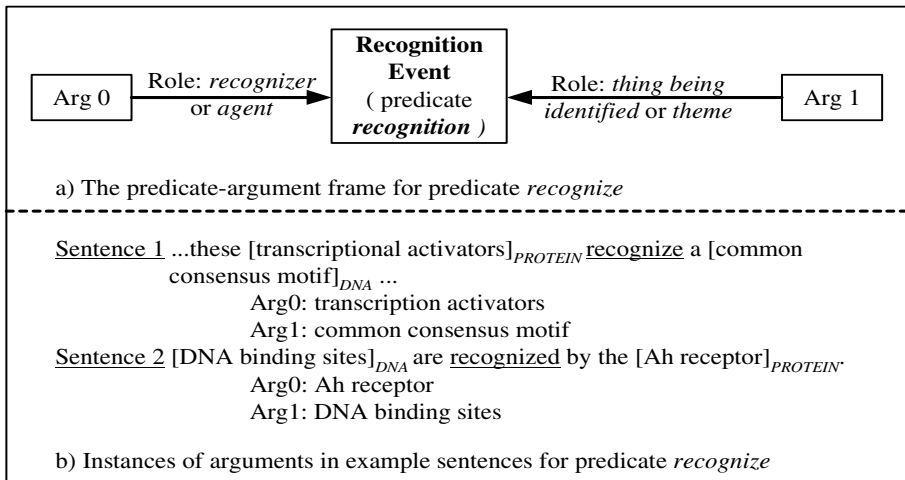 Recognition
Event
( predicate
recognition )
Arg 0
Role: recognizer
or agent
Role: thing being
identified or theme
Arg 1
a) The predicate-argument frame for predicate recognize
Sentence 1 ...these [transcriptional activators]PROTEIN recognize a [common
consensus motif]DNA ...
Arg0: transcription activators
Arg1: common consensus motif
Sentence 2 [DNA binding sites]DNA are recognized by the [Ah receptor]PROTEIN.
Arg0: Ah receptor
Arg1: DNA binding sites
b) Instances of arguments in example sentences for predicate recognize